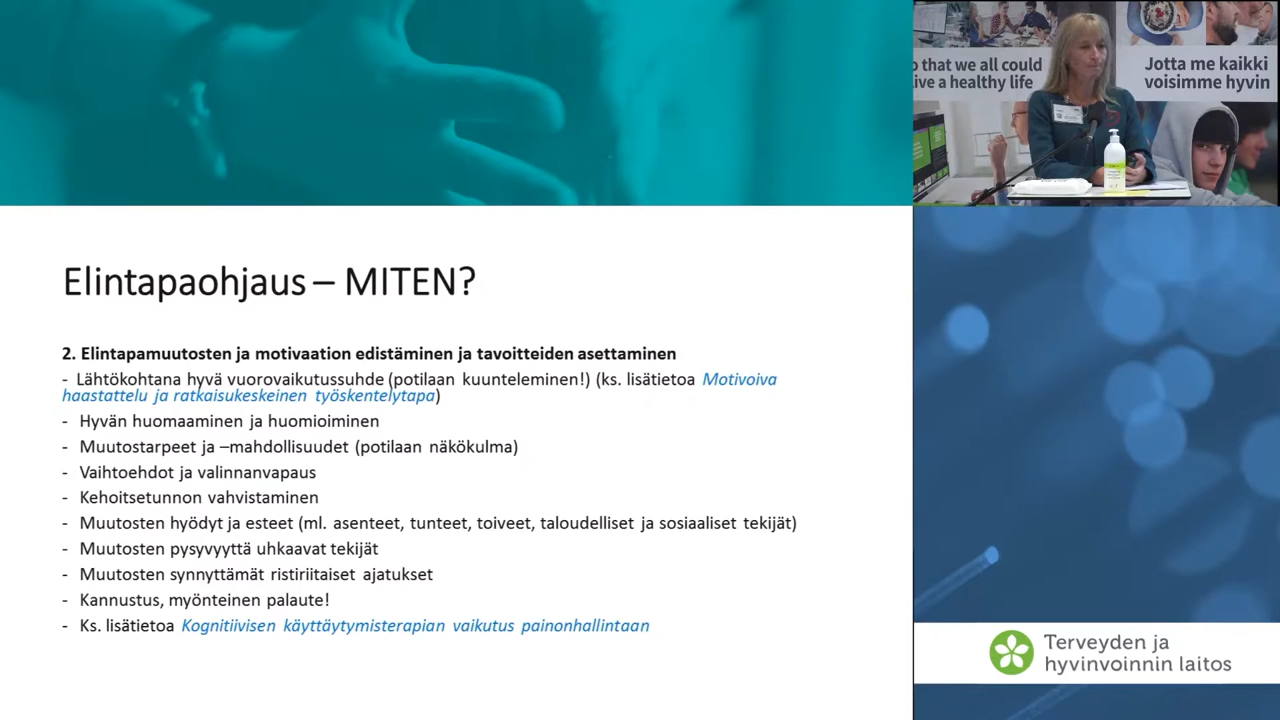 Elintapaohjaus – MITEN?
2. Elintapamuutosten ja motivaation edistäminen ja tavoitteiden asettaminen
- Lähtökohtana hyvä vuorovaikutussuhde (potilaan kuunteleminen!) (ks. lisätietoa Motivoiva
haastattelu ja ratkaisukeskeinen työskentelytapa)
- Hyvän huomaaminen ja huomioiminen
- Muutostarpeet ja –mahdollisuudet (potilaan näkökulma)
- Vaihtoehdot ja valinnanvapaus
- Kehoitsetunnon vahvistaminen
- Muutosten hyödyt ja esteet (ml. asenteet, tunteet, toiveet, taloudelliset ja sosiaaliset tekijät)
- Muutosten pysyvyyttä uhkaavat tekijät
- Muutosten synnyttämät ristiriitaiset ajatukset
- Kannustus, myönteinen palaute!
- Ks. lisätietoa Kognitiivisen käyttäytymisterapian vaikutus painonhallintaan
o that we all could
ive a healthy life
Jotta me kaikki
voisimme hyvin
Terveyden ja
hyvinvoinnin laitos